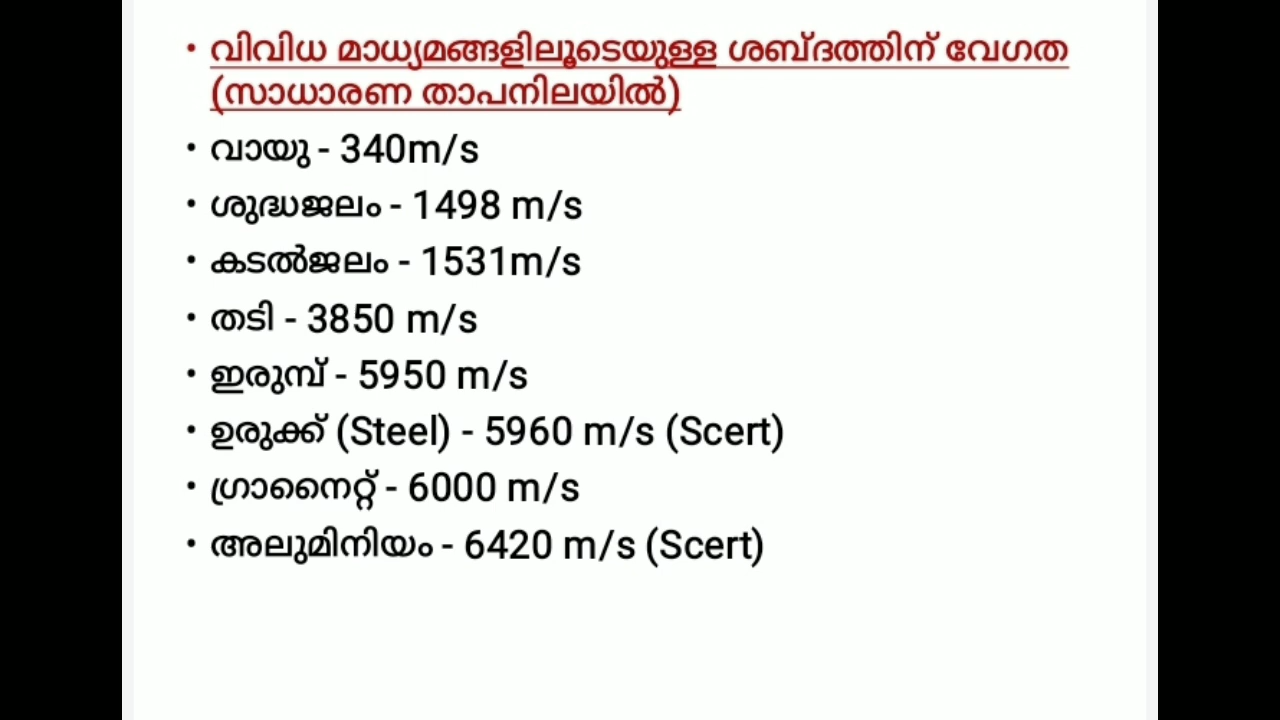 • വിവിധ മാധ്യമങ്ങളിലൂടെയുള്ള ശബ്ദത്തിന് വേഗത
(സാധാരണ താപനിലയിൽ)
• വായു - 340m/s
• ശുദ്ധജലം - 1498 m/s
• കടൽജലം - 1531m/s
• തടി - 3850 m/s
• ഇരുമ്പ് - 5950 m/s
• ഉരുക്ക് (Steel) - 5960 m/s (Scert)
• ഗ്രാനൈറ്റ് - 6000 m/s
• അലുമിനിയം - 6420 m/s (Scert)